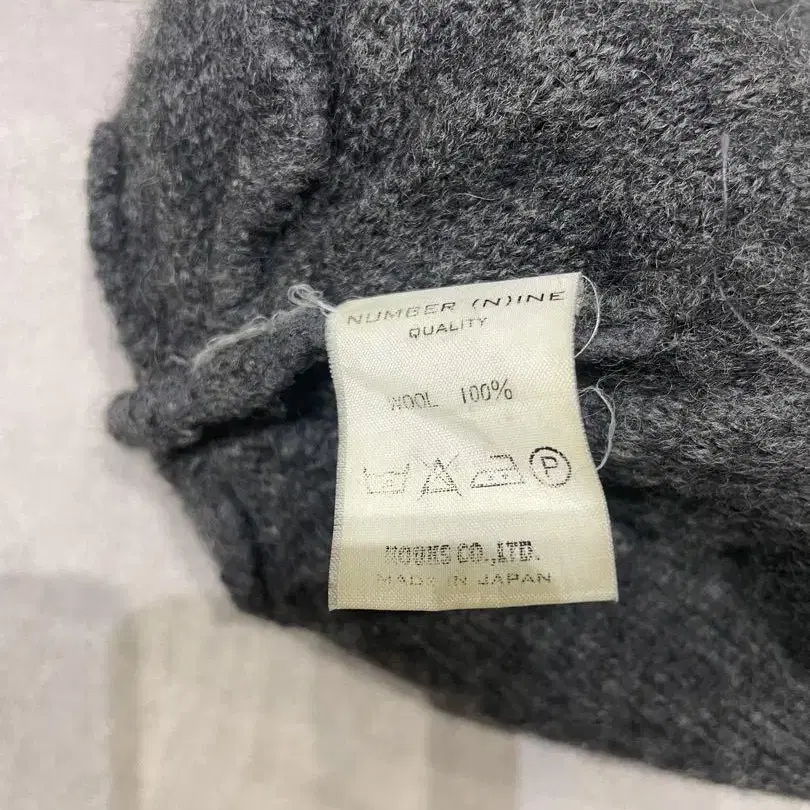 NUMBER (N)INE
QUALITY
WOOL 100%
P
CO.,LTD.
MADE IN JAPAN